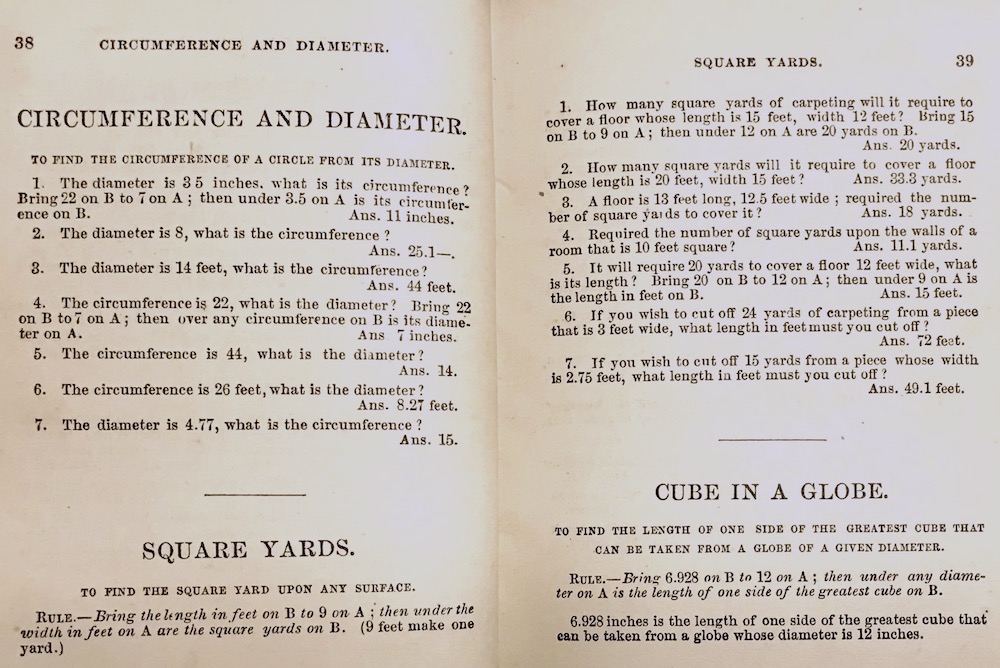 38 CIRCUMFERENCE AND DIAMETER.
CIRCUMFERENCE AND DIAMETER.
TO FIND THE CIRCUMFERENCE OF A CIRCLE FROM ITS DIAMETER.
1. The diameter is 3 5 inches. what is its circumference?
Bring 22 on B to 7 on A; then under 3.5 on A is its circumfer-
ence on B. Ans. 11 inches.
2. The diameter is 8, what is the circumference?
Ans. 25.1—.
3. The diameter is 14 feet, what is the circumference?
Ans. 44 feet.
4. The circumference is 22, what is the diameter? Bring 22
on B to 7 on A; then over any circumference on B is its diame-
ter on A. Ans 7 inches.
5. The circumference is 44, what is the diameter?
Ans. 14.
6. The circumference is 26 feet, what is the diameter?
Ans. 8.27 feet.
7. The diameter is 4.77, what is the circumference?
Ans. 15.
SQUARE YARDS.
TO FIND THE SQUARE YARD UPON ANY SURFACE.
RULE.—Bring the length in feet on B to 9 on A; then under the
width in feet on A are the square yards on B. (9 feet make one
yard.)
SQUARE YARDS. 39
1. How many square yards of carpeting will it require to
cover a floor whose length is 15 feet, width 12 feet? Bring 15
on B to 9 on A; then under 12 on A are 20 yards on B.
Ans. 20 yards.
2. How many square yards will it require to cover a floor
whose length is 20 feet, width 15 feet? Ans. 33.3 yards.
3. A floor is 13 feet long, 12.5 feet wide; required the num-
ber of square yards to cover it? Ans. 18 yards.
4. Required the number of square yards upon the walls of a
room that is 10 feet square? Ans. 11.1 yards.
5. It will require 20 yards to cover a floor 12 feet wide, what
is its length? Bring 20 on B to 12 on A; then under 9 on A is
the length in feet on B. Ans. 15 feet.
6. If you wish to cut off 24 yards of carpeting from a piece
that is 3 feet wide, what length in feet must you cut off?
Ans. 72 feet.
7. If you wish to cut off 15 yards from a piece whose width
is 2.75 feet, what length in feet must you cut off?
Ans. 49.1 feet.
CUBE IN A GLOBE.
TO FIND THE LENGTH OF ONE SIDE OF THE GREATEST CUBE THAT
CAN BE TAKEN FROM A GLOBE OF A GIVEN DIAMETER.
RULE.—Bring 6.928 on B to 12 on A; then under any diame-
ter on A is the length of one side of the greatest cube on B.
6.928 inches is the length of one side of the greatest cube that
can be taken from a globe whose diameter is 12 inches.